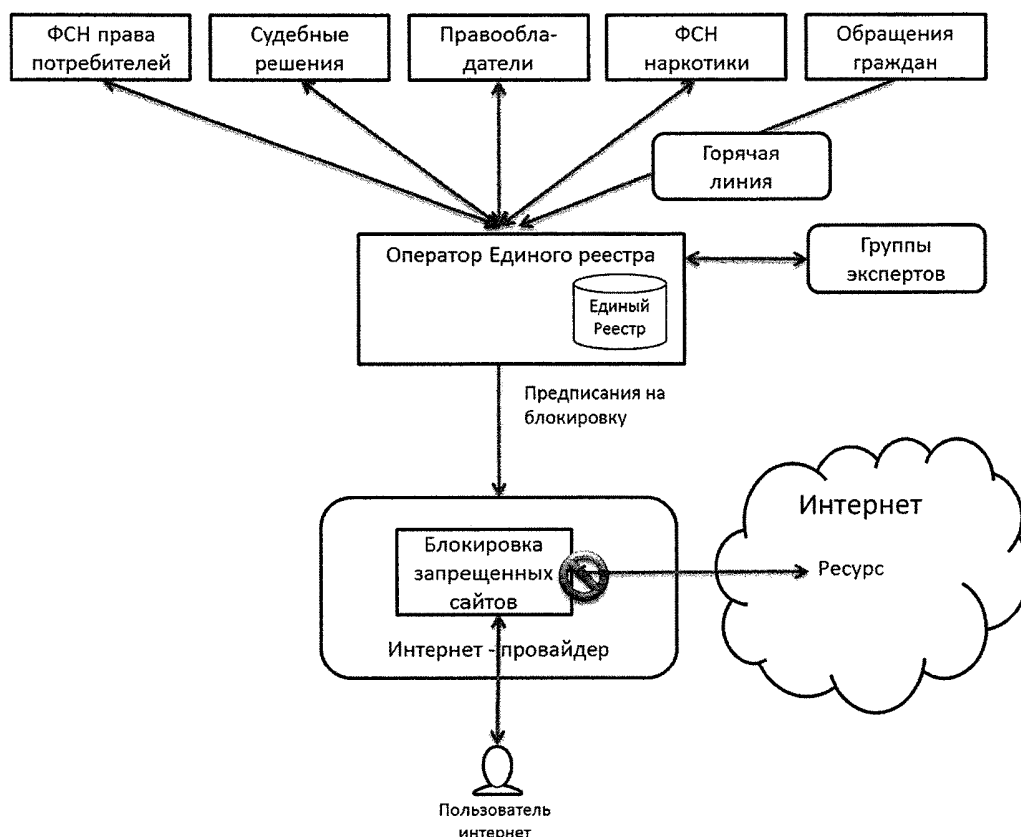 ФСН права
потребителей
Судебные
решения
Правообла-
датели
ФСН
наркотики
Обращения
граждан
Горячая
линия
Оператор Единого реестра
Группы
экспертов
Единый
Реестр
Предписания на
блокировку
Интернет
Блокировка
запрещенных
сайтов
Ресурс
Интернет - провайдер
Пользователь
интернет